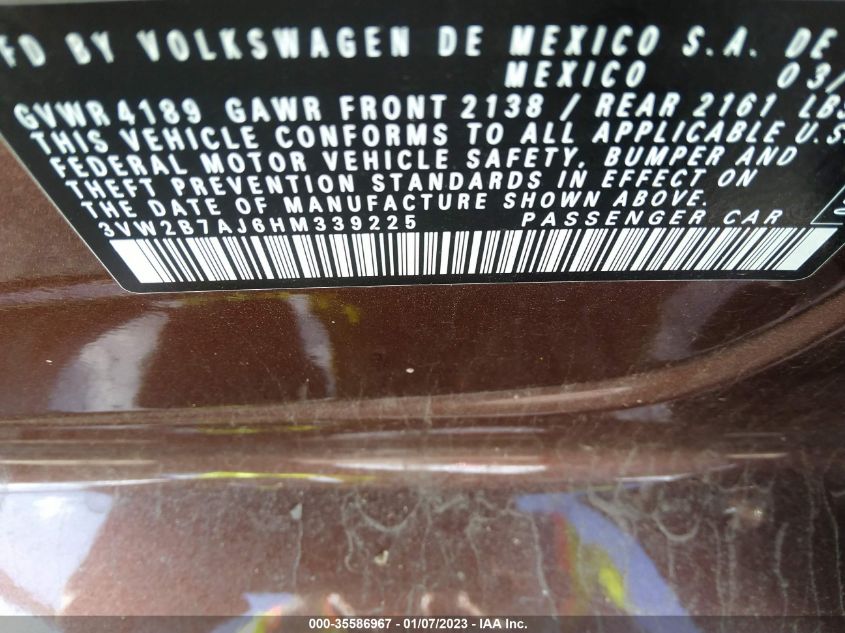 FD BY VOLKSWAGEN DE MEXICO S.A. DE
MEXICO 03/
GVWR 4189 GAWR FRONT 2138 / REAR 2161 LBS
THIS VEHICLE CONFORMS TO ALL APPLICABLE U.S.
FEDERAL MOTOR VEHICLE SAFETY, BUMPER AND
THEFT PREVENTION STANDARDS IN EFFECT ON
THE DATE OF MANUFACTURE SHOWN ABOVE.
3VW2B7AJ6HM339225 PASSENGER CAR
000-35586967 - 01/07/2023 - IAA Inc.